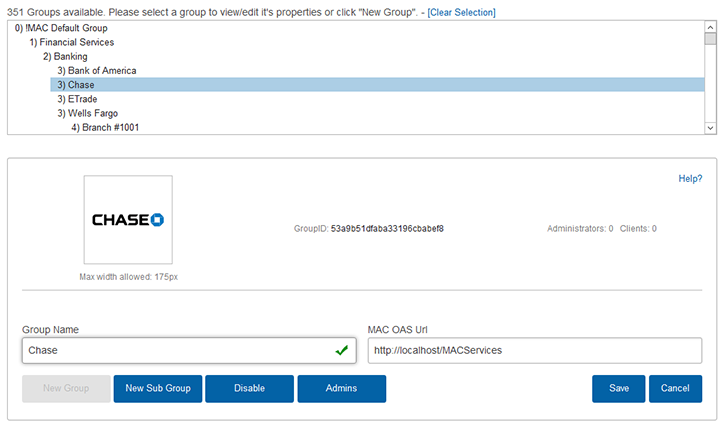 351 Groups available. Please select a group to view/edit it's properties or click "New Group". - [Clear Selection]
0) !MAC Default Group
1) Financial Services
2) Banking
3) Bank of America
3) Chase
3) ETrade
3) Wells Fargo
4) Branch #1001
Help?
CHASE
GroupID: 53a9b51dfaba33196cbabef8
Administrators: 0 Clients: 0
Max width allowed: 175px
Group Name
MAC OAS Url
Chase
http://localhost/MACServices
New Group
New Sub Group
Disable
Admins
Save
Cancel